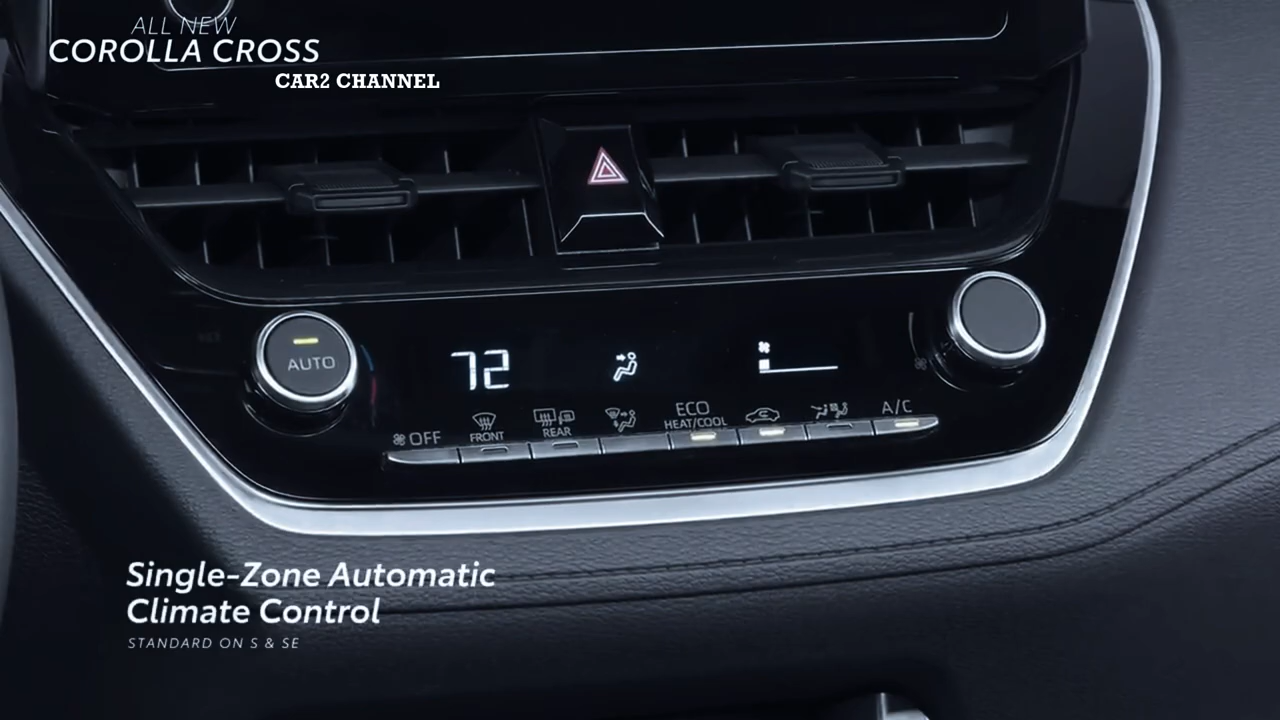 ALL NEW
COROLLA CROSS
CAR2 CHANNEL
AUTO
72
OFF
FRONT
REAR
ECO
HEAT/COOL
A/C
Single-Zone Automatic
Climate Control
STANDARD ON S & SE